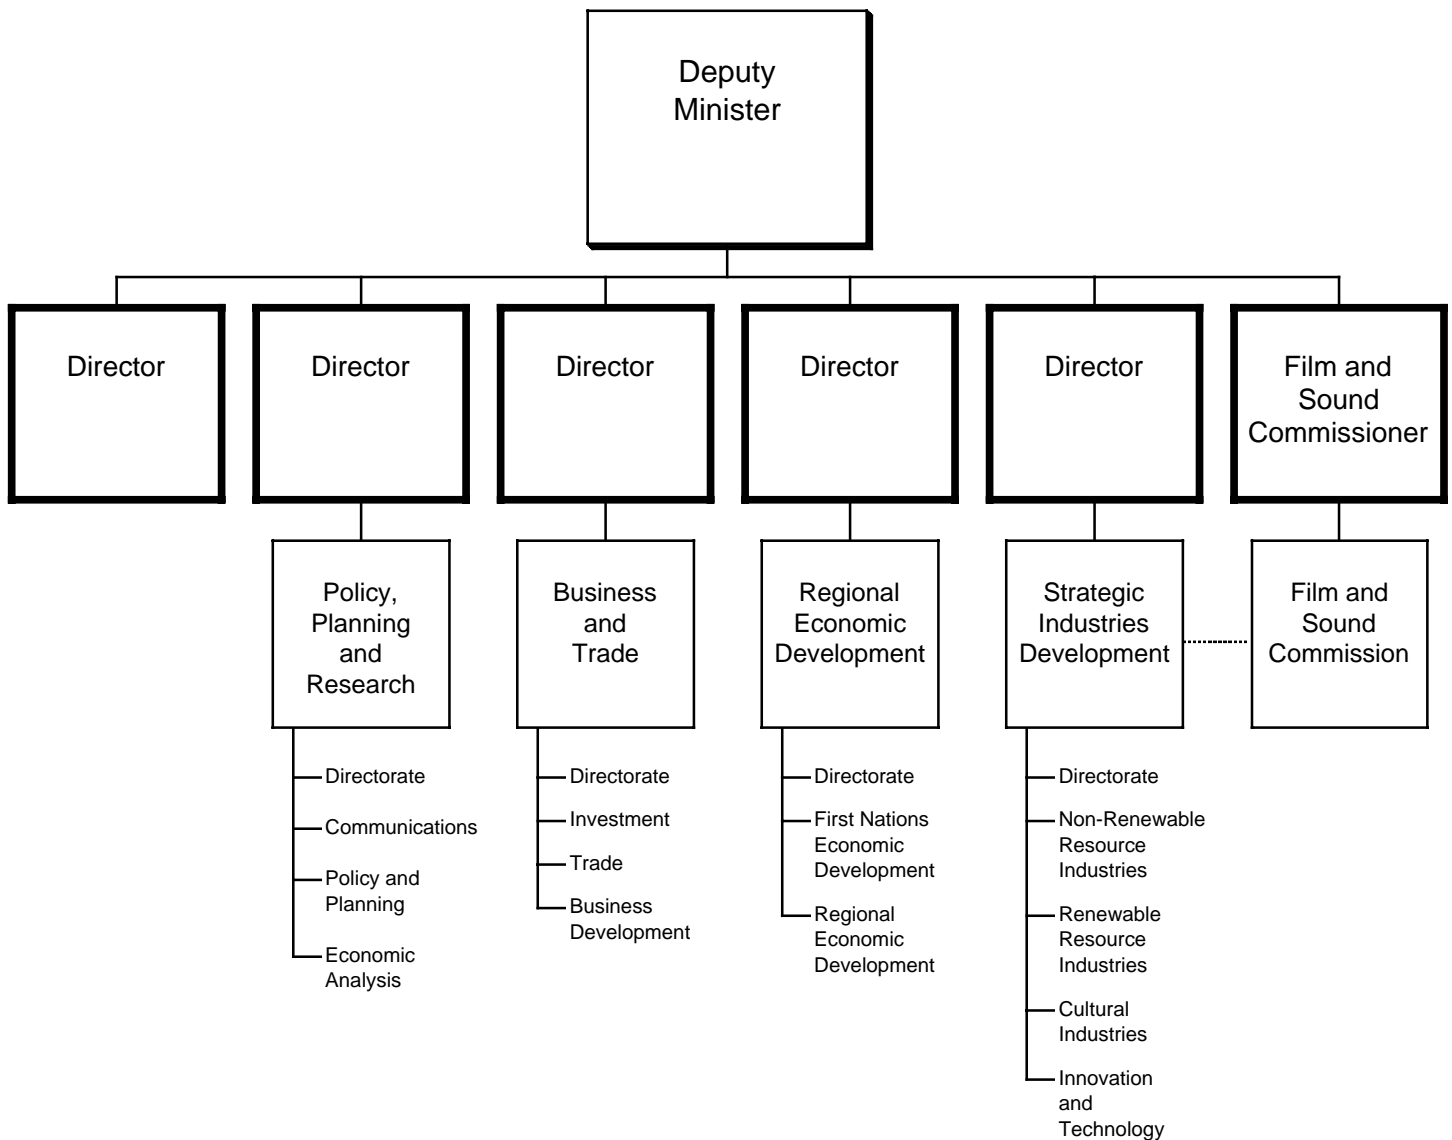 Deputy
Minister
Director
Director
Director
Director
Director
Film and
Sound
Commissioner
Policy,
Planning
and
Research
Business
and
Trade
Regional
Economic
Development
Strategic
Industries
Development
Film and
Sound
Commission
Directorate
Communications
Policy and
Planning
Economic
Analysis
Directorate
Investment
Trade
Business
Development
Directorate
First Nations
Economic
Development
Regional
Economic
Development
Directorate
Non-Renewable
Resource
Industries
Renewable
Resource
Industries
Cultural
Industries
Innovation
and
Technology